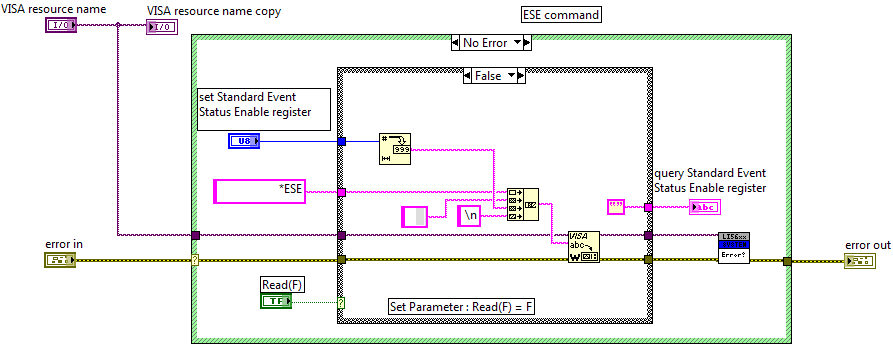 ESE command
VISA resource name
I/O
VISA resource name copy
I/O
No Error
False
set Standard Event
Status Enable register
U8
#
999
*ESE
\n
query Standard Event
Status Enable register
""
abc
VISA
abc
W
error in
?
LIS6xx
Error?
error out
Read(F)
TF
?
Set Parameter : Read(F) = F